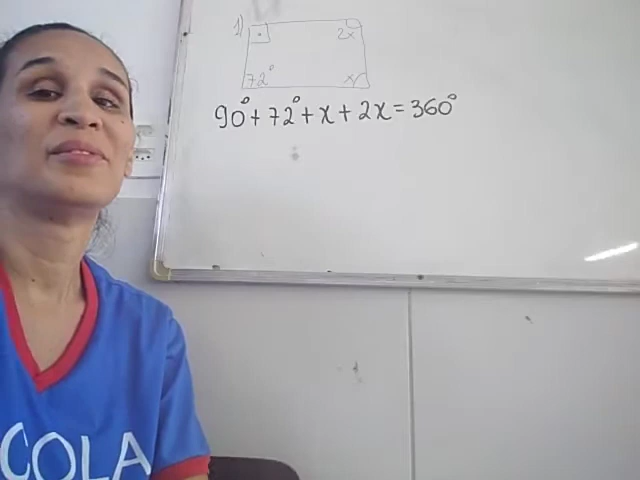 1)
2x
72°
x
90° + 72° + x + 2x = 360°
COLA